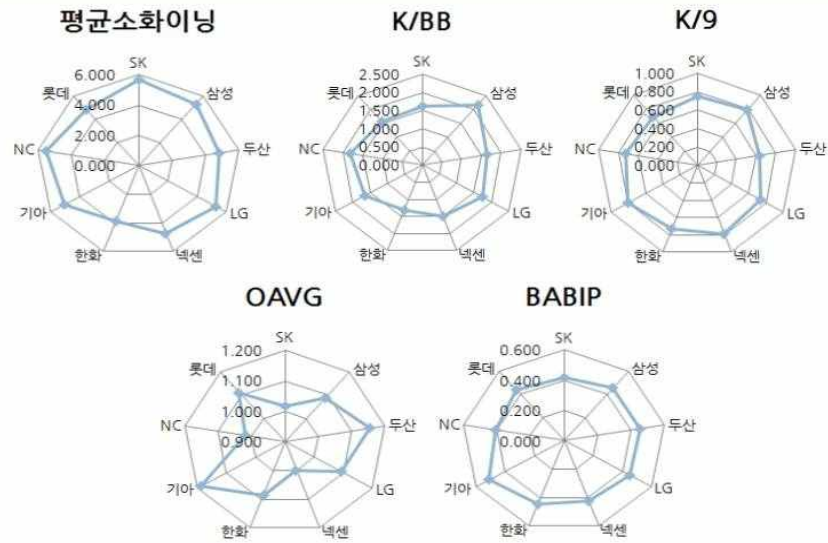 평균소화이닝
K/BB
K/9
SK
6.000
롯데
삼성
4.000
NC
2.000
두산
0.000
기아
LG
한화
넥센
SK
2.500
롯데
2.000
삼성
1.500
NC
1.000
두산
0.500
0.000
기아
LG
한화
넥센
SK
1.000
롯데
0.800
삼성
0.600
NC
0.400
두산
0.200
0.000
기아
LG
한화
넥센
OAVG
BABIP
SK
1.200
롯데
삼성
1.100
NC
1.000
두산
0.900
기아
LG
한화
넥센
SK
0.600
롯데
삼성
0.400
NC
0.200
두산
0.000
기아
LG
한화
넥센